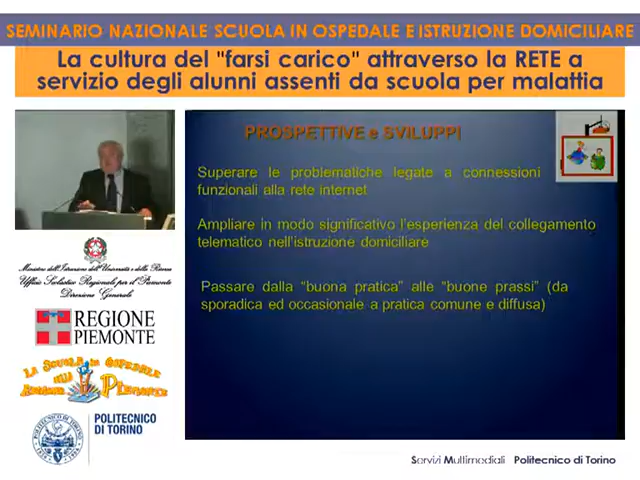 SEMINARIO NAZIONALE SCUOLA IN OSPEDALE E ISTRUZIONE DOMICILIARE
La cultura del "farsi carico" attraverso la RETE a
servizio degli alunni assenti da scuola per malattia
PROSPETTIVE e SVILUPPI
Superare le problematiche legate a connessioni
funzionali alla rete internet
Ampliare in modo significativo l'esperienza del collegamento
telematico nell'istruzione domiciliare
Passare dalla "buona pratica" alle "buone prassi" (da
sporadica ed occasionale a pratica comune e diffusa)
Ministero dell'Istruzione dell'Università e della Ricerca
Ufficio Scolastico Regionale per il Piemonte
Direzione Generale
REGIONE
PIEMONTE
LA SCUOLA IN OSPEDALE
PIEMONTE
POLITECNICO
DI TORINO
Servizi Multimediali Politecnico di Torino